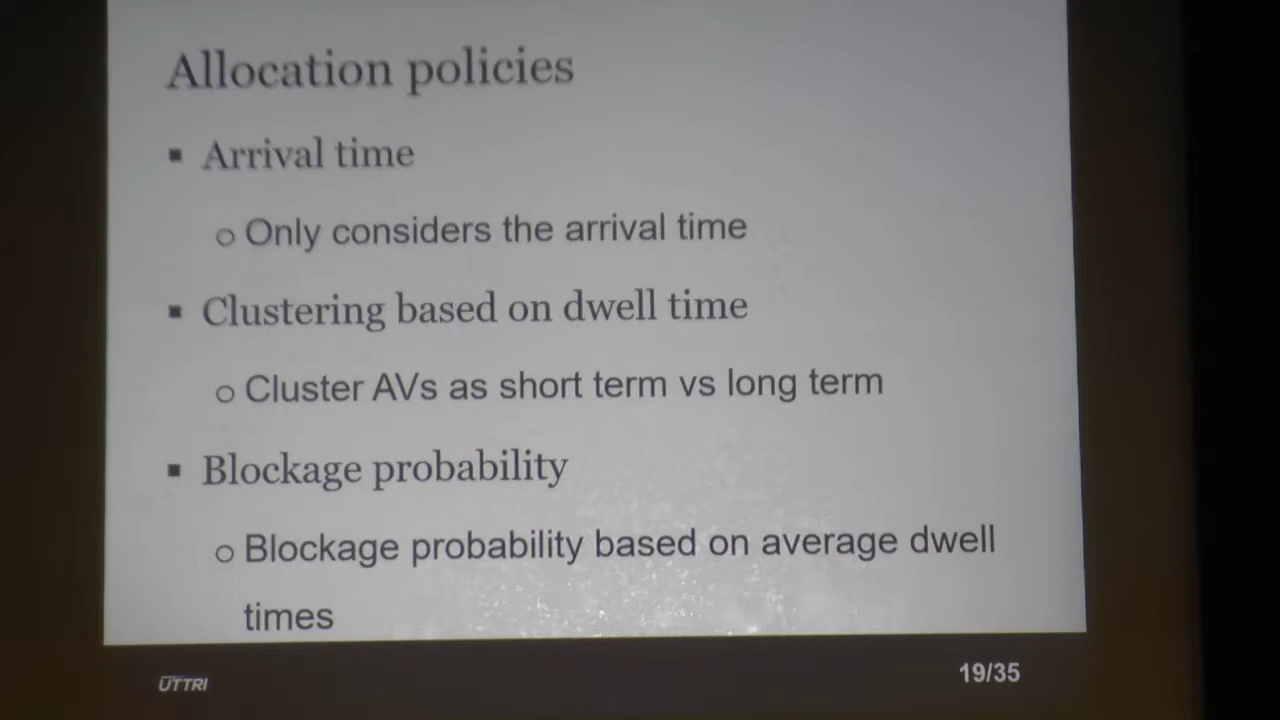 Allocation policies
▪ Arrival time
o Only considers the arrival time
▪ Clustering based on dwell time
o Cluster AVs as short term vs long term
▪ Blockage probability
o Blockage probability based on average dwell
times
UTTRI
19/35